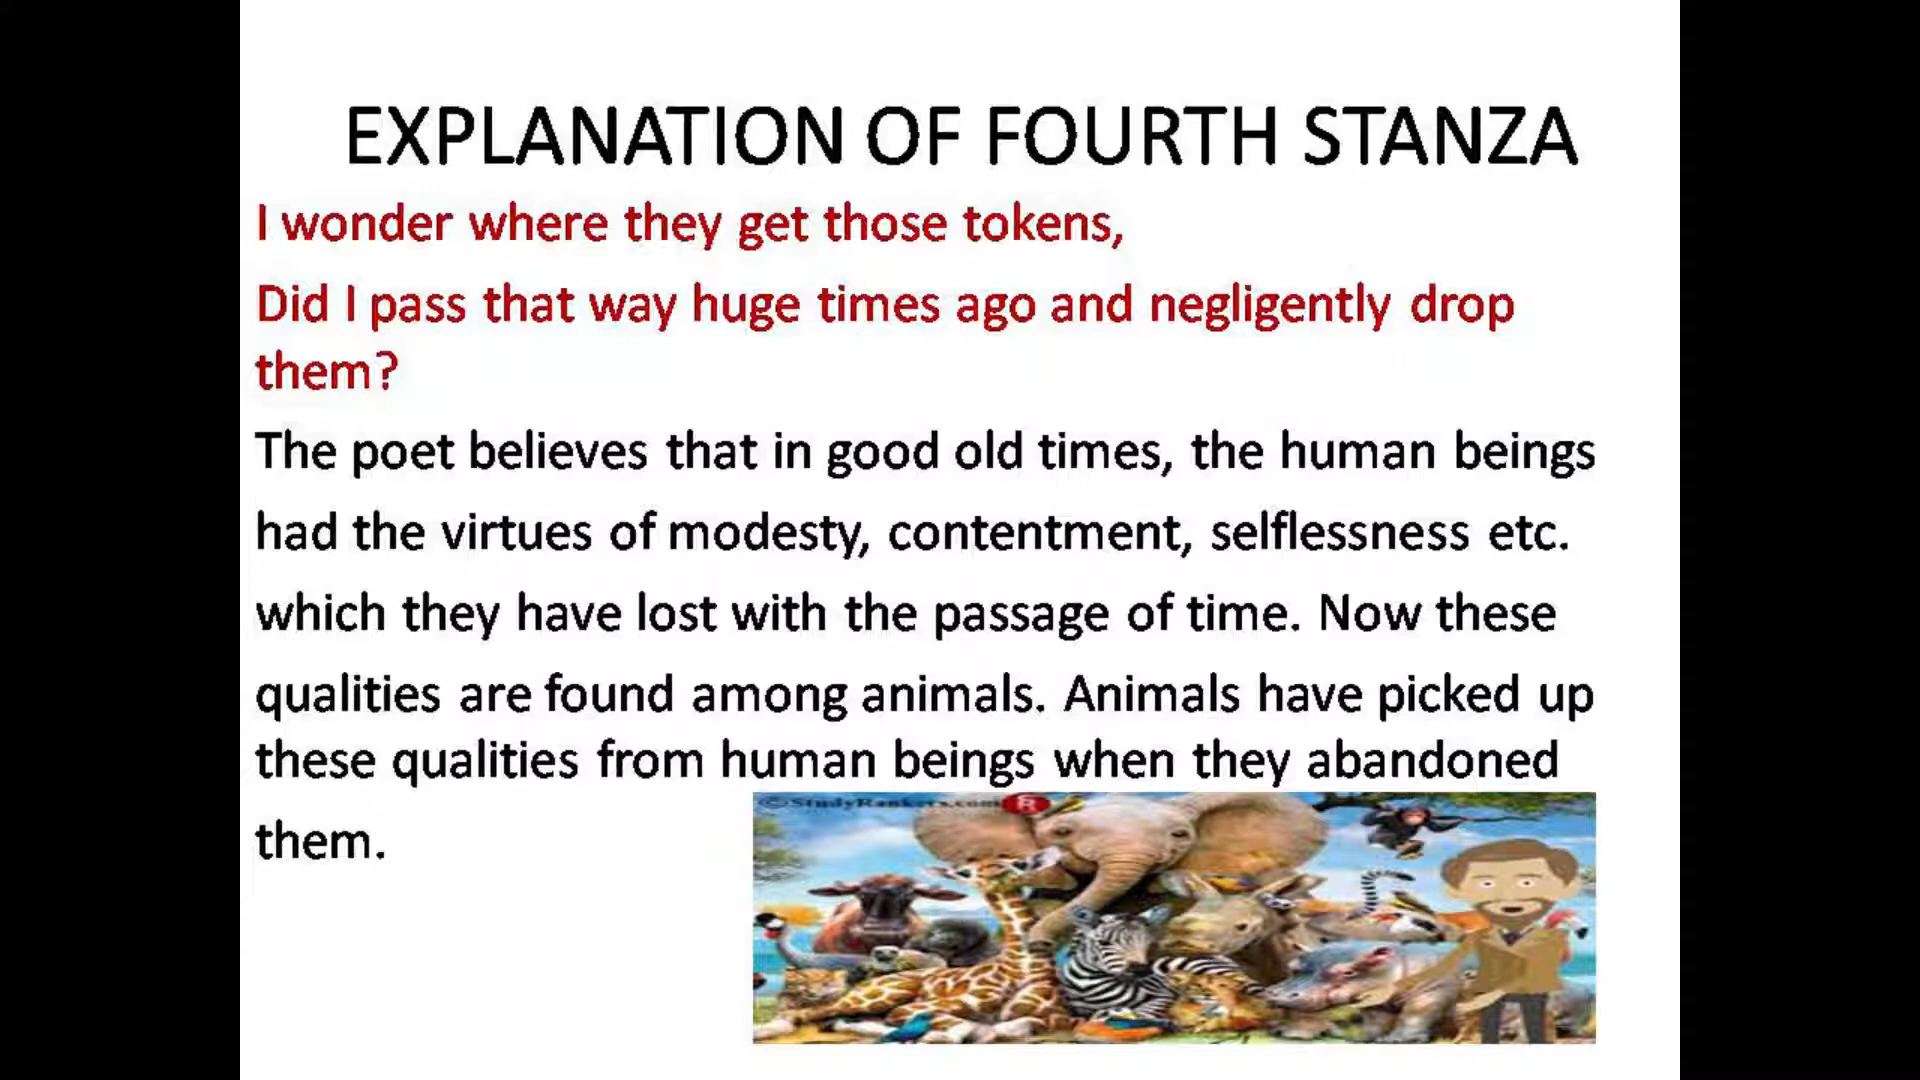 EXPLANATION OF FOURTH STANZA
I wonder where they get those tokens,
Did I pass that way huge times ago and negligently drop
them?
The poet believes that in good old times, the human beings
had the virtues of modesty, contentment, selflessness etc.
which they have lost with the passage of time. Now these
qualities are found among animals. Animals have picked up
these qualities from human beings when they abandoned
them.
©StudyRankers.com R